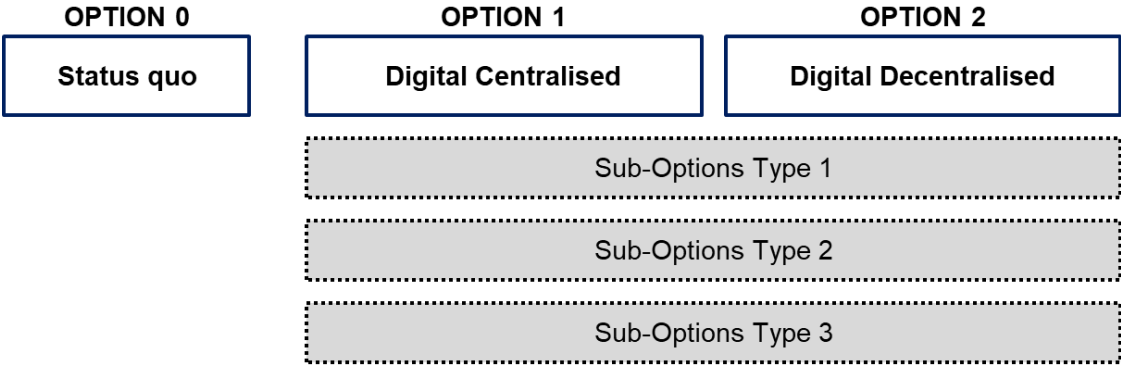 OPTION 0
OPTION 1
OPTION 2
Status quo
Digital Centralised
Digital Decentralised
Sub-Options Type 1
Sub-Options Type 2
Sub-Options Type 3